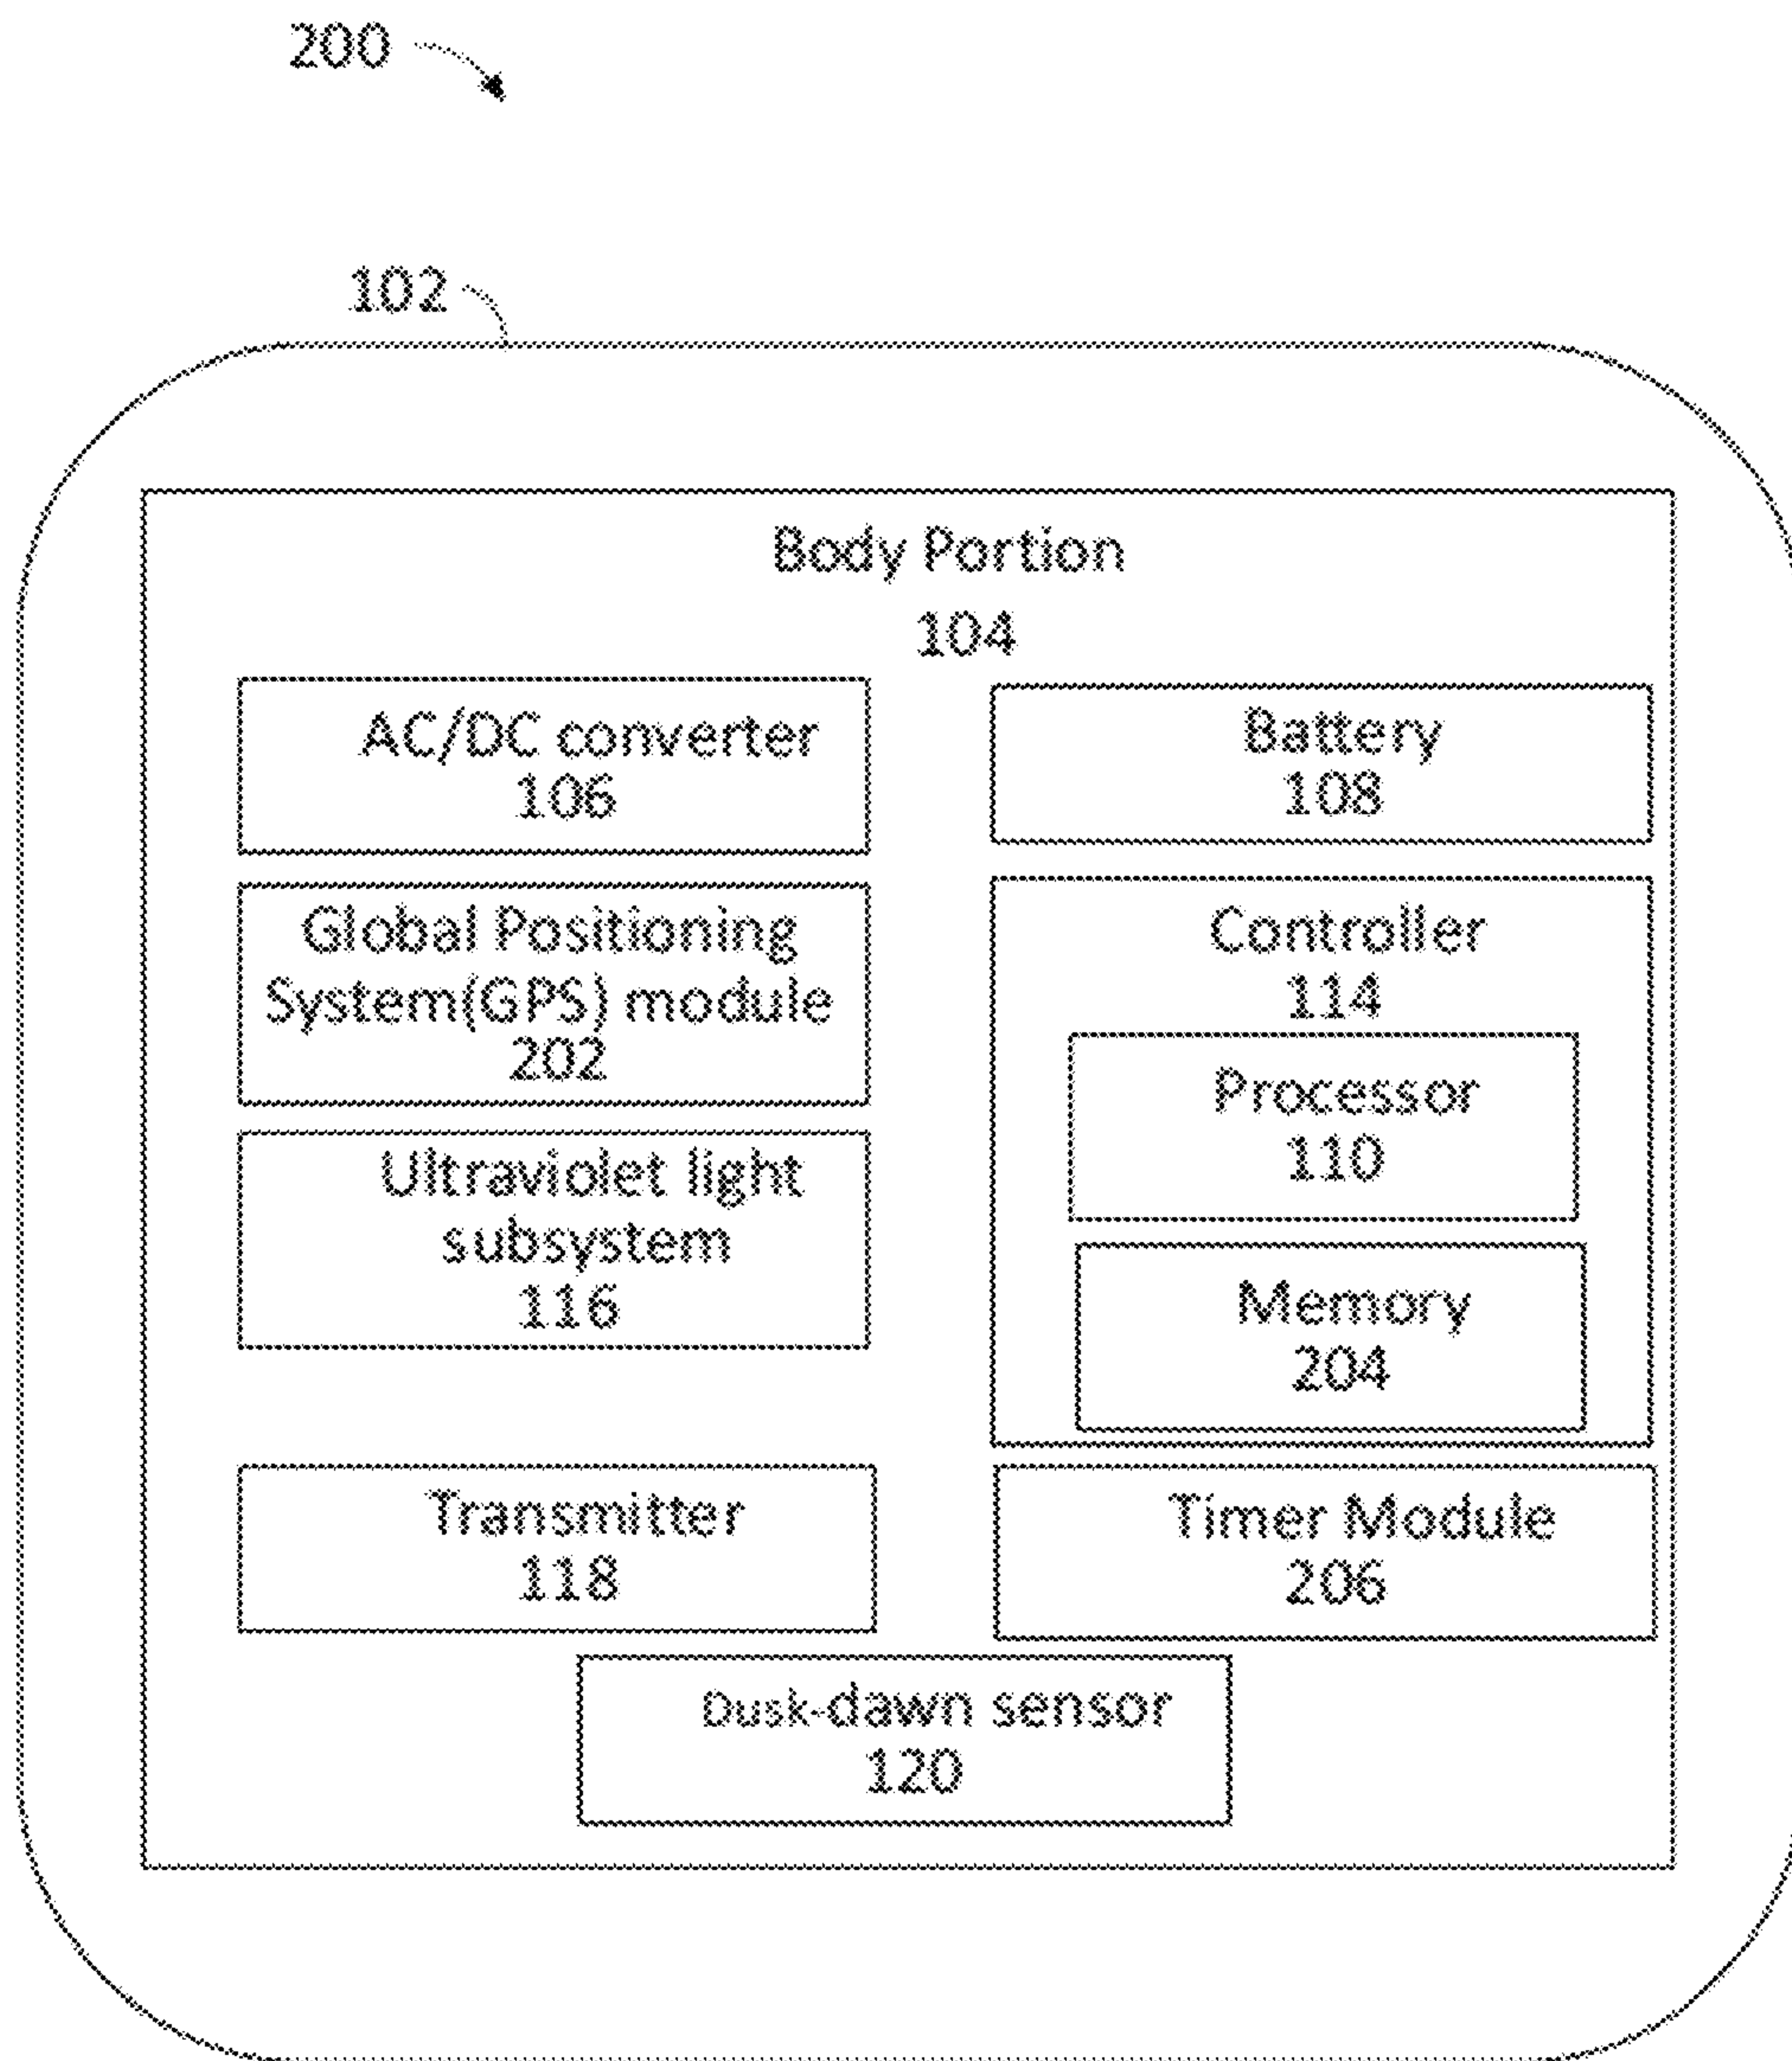 200
102
Body Portion
104
AC/DC converter
106
Battery
108
Global Positioning
System(GPS) module
202
Controller
114
Processor
110
Ultraviolet light
subsystem
116
Memory
204
Transmitter
118
Timer Module
206
Dusk-dawn sensor
120